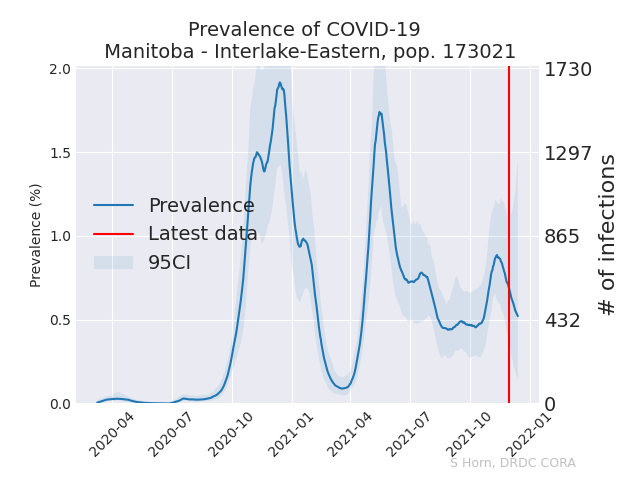 Prevalence of COVID-19
Manitoba - Interlake-Eastern, pop. 173021
2.0
1.5
1.0
0.5
0.0
Prevalence (%)
1730
1297
865
432
0
# of infections
Prevalence
Latest data
95CI
2020-04
2020-07
2020-10
2021-01
2021-04
2021-07
2021-10
2022-01
S Horn, DRDC CORA